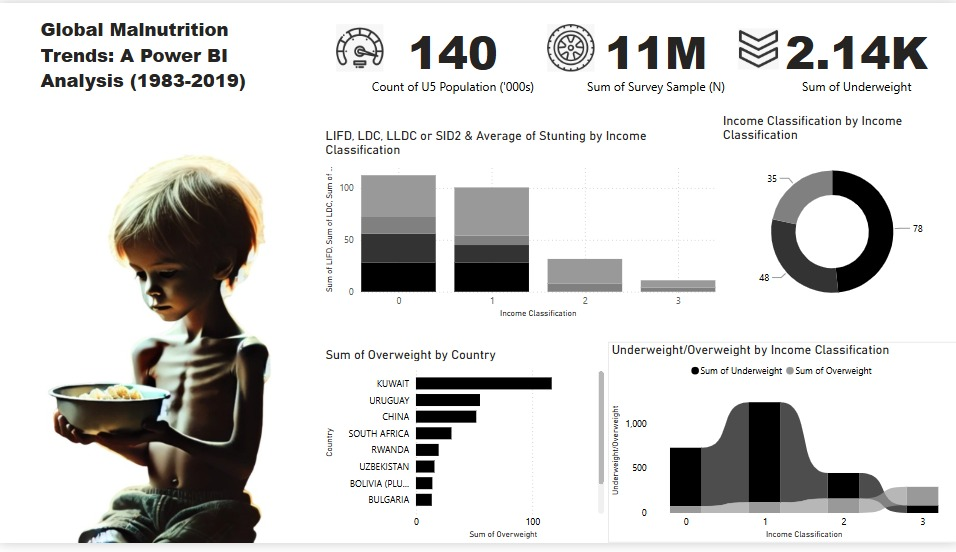 Global Malnutrition
Trends: A Power BI
Analysis (1983-2019)
140
Count of U5 Population ('000s)
11M
Sum of Survey Sample (N)
2.14K
Sum of Underweight
LIFD, LDC, LLDC or SID2 & Average of Stunting by Income
Classification
Sum of LIFD, Sum of LDC, Sum of ...
100
50
0
0
1
2
3
Income Classification
Income Classification by Income
Classification
35
78
48
Sum of Overweight by Country
Country
KUWAIT
URUGUAY
CHINA
SOUTH AFRICA
RWANDA
UZBEKISTAN
BOLIVIA (PLU...
BULGARIA
0
100
Sum of Overweight
Underweight/Overweight by Income Classification
Sum of Underweight
Sum of Overweight
Underweight/Overweight
1,000
500
0
0
1
2
3
Income Classification